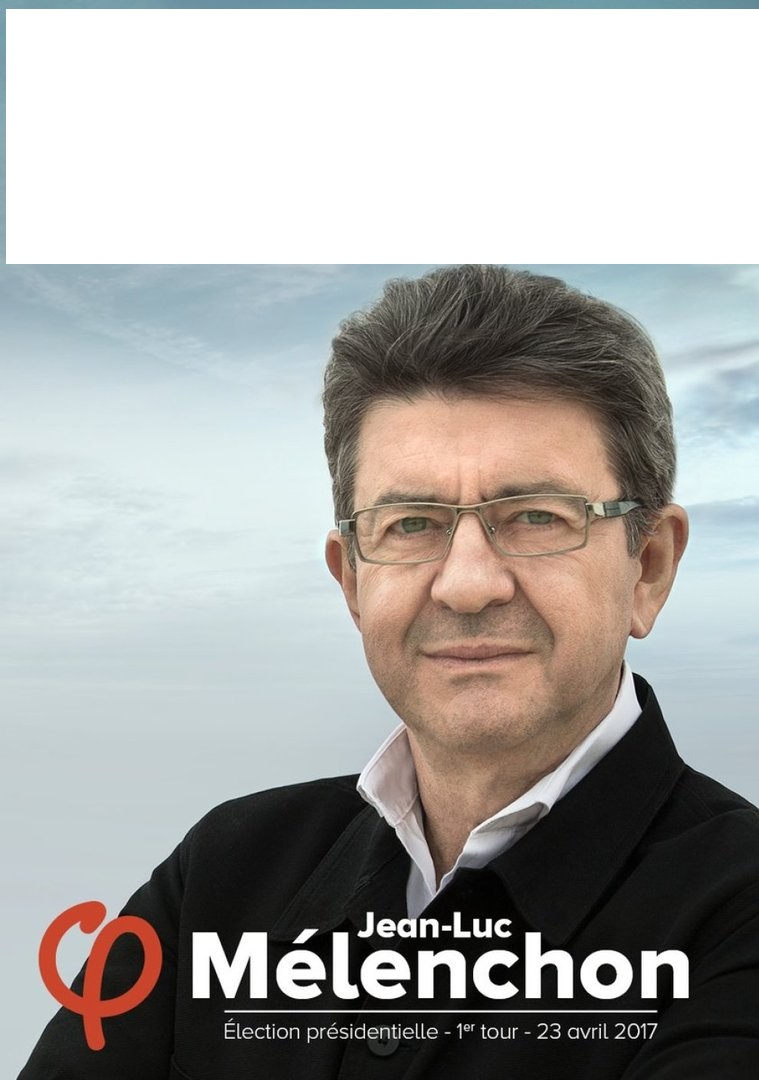 Jean-Luc
Mélenchon
Élection présidentielle - 1er tour - 23 avril 2017